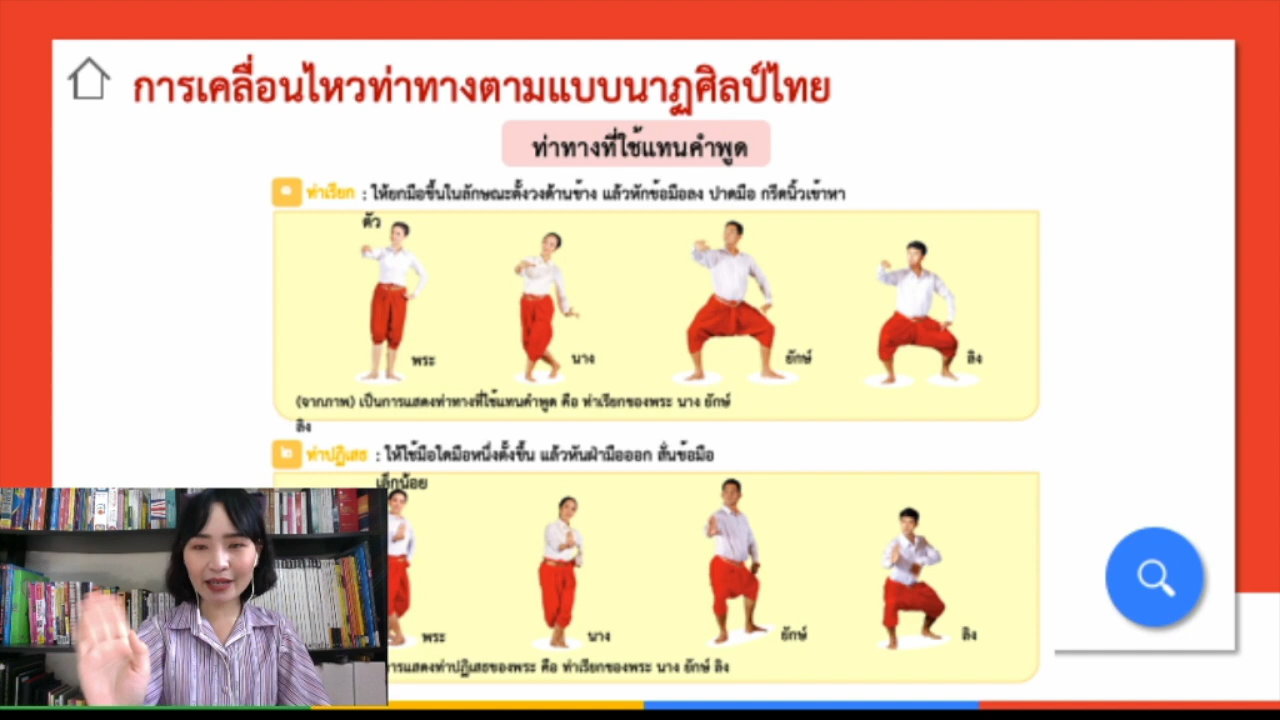 การเคลื่อนไหวท่าทางตามแบบนาฏศิลป์ไทย
ท่าทางที่ใช้แทนคำพูด
๑ ท่าเรียก : ให้ยกมือขึ้นในลักษณะตั้งวงด้านข้าง แล้วหักข้อมือลง ปาดมือ กรีดนิ้วเข้าหา
ตัว
พระ นาง ยักษ์ ลิง
(จากภาพ) เป็นการแสดงท่าทางที่ใช้แทนคำพูด คือ ท่าเรียกของพระ นาง ยักษ์
ลิง
๒ ท่าปฏิเสธ : ให้ใช้มือใดมือหนึ่งตั้งขึ้น แล้วหันฝ่ามือออก สั่นข้อมือ
เล็กน้อย
พระ นาง ยักษ์ ลิง
การแสดงท่าปฏิเสธของพระ คือ ท่าเรียกของพระ นาง ยักษ์ ลิง